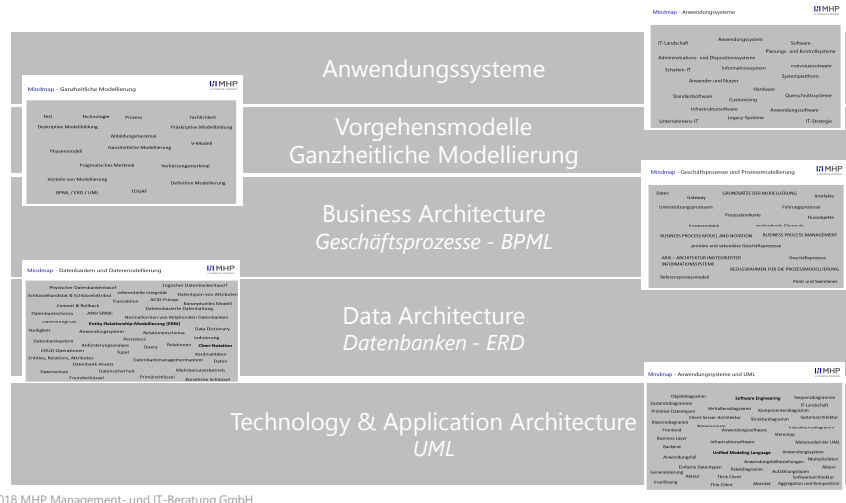 Anwendungssysteme
Vorgehensmodelle
Ganzheitliche Modellierung
Business Architecture
Geschäftsprozesse - BPML
Data Architecture
Datenbanken - ERD
Technology & Application Architecture
UML
Mindmap - Anwendungssysteme
MHP
Anwendungssystem
IT-Landschaft
Software
Planungs- und Kontrollsysteme
Administrations- und Dispositionssysteme
Schatten-IT
Informationssystem
Individualsoftware
Systemplattform
Anwender und Nutzer
Hardware
Standardsoftware
Customizing
Querschnittssysteme
Infrastruktursoftware
Anwendungssoftware
Legacy-Systeme
Unternehmens-IT
IT-Strategie
Mindmap - Ganzheitliche Modellierung
MHP
Test
Technologie
Prozess
Fachlichkeit
Deskriptive Modellbildung
Präskriptive Modellbildung
Abbildungsmerkmal
V-Modell
Phasenmodell
Ganzheitliche Modellierung
Pragmatisches Merkmal
Verkürzungsmerkmal
Vorteile von Modellierung
Definition Modellierung
BPML / ERD / UML
TOGAF
Mindmap - Geschäftsprozesse und Prozessmodellierung
MHP
Daten
Gateway
GRUNDSÄTZE DER MODELLIERUNG
Artefakte
Unterstützungsprozessen
Führungsprozesse
Prozesslandkarte
Flussobjekte
BUSINESS PROCESS MODEL AND NOTATION
BUSINESS PROCESS MANAGEMENT
primäre und sekundäre Geschäftsprozesse
ARIS – ARCHITEKTUR INSTEGRIERTER
INFORMATIONSSYSTEME
Geschäftsprozess
BEZUGSRAHMEN FÜR DIE PROZESSMODELLIERUNG
Referenzprozessmodell
Pools und Swimlanes
Mindmap - Datenbanken und Datenmodellierung
MHP
Physischer Datenbankentwurf
Logischer Datenbankentwurf
Schlüsselkandidat & Schlüsselattribut
referentielle Integrität
Datentypen von Attributen
Transaktion
ACID-Prinzip
Konzeptuelles Modell
Commit & Rollback
Datenbasierte Datenhaltung
Datenbankschema
ANSI SPARC
Normalformen von Relationalen Datenbanken
Entity-Relationship-Modellierung (ERM)
Stelligkeit
Anwendungssystem
Relationenschema
Data Dictionary
Datenbanksystem
Persistenz
Indizierung
Anforderungsanalyse
Query
Relationen
Chen-Notation
CRUD-Operationen
Tupel
Kardinalitäten
Entities, Relations, Attributes
Datenbankmanagementsystem
Daten
Datenbank-Ansatz
Datenschutz
Datensicherheit
Mehrbenutzerbetrieb
Fremdschlüssel
Primärschlüssel
Künstliche Schlüssel
Mindmap - Anwendungssysteme und UML
MHP
Objektdiagramm
Software Engineering
Sequenzdiagramme
Zustandsdiagramme
IT-Landschaft
Primitive Datentypen
Verhaltensdiagramm
Komponentendiagramm
Client-Server-Architektur
Strukturdiagramm
Systemarchitektur
Klassendiagramm
Frontend
Anwendungssoftware
Stereotyp
Business Layer
Infrastruktursoftware
Metamodell der UML
Backend
Unified Modeling Language
Anwendungssystem
Anwendungsfall
Anwendungsfallbeziehungen
Multiplizitäten
Einfache Datentypen
Paketdiagramm
Aufzählungstypen
Aktion
Generalisierung
Akteur
Thick Client
Softwarearchitektur
Insellösung
Thin Client
Aktivität
Aggregation und Komposition
2018 MHP Management- und IT-Beratung GmbH